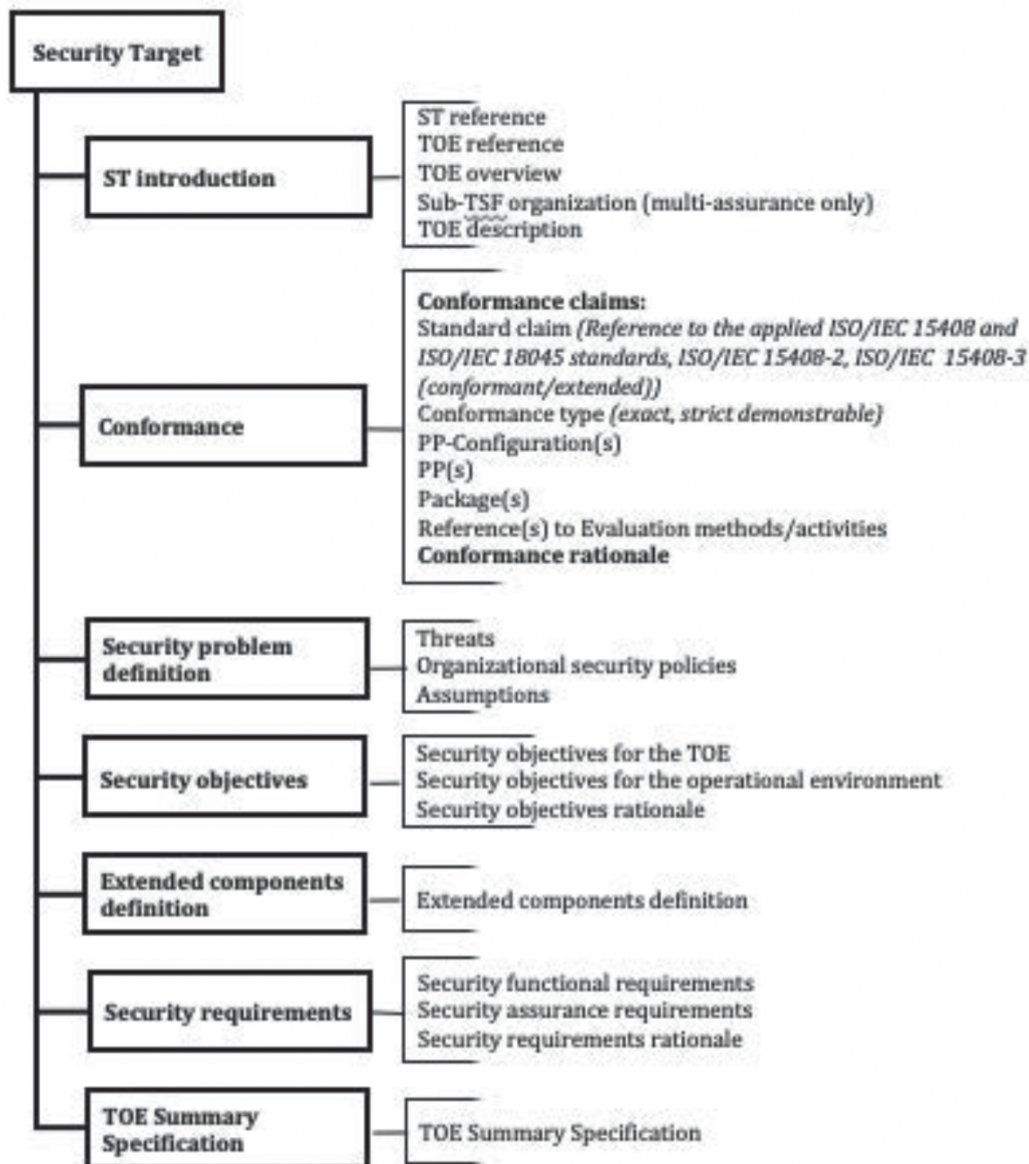 Security Target
ST introduction
ST reference
TOE reference
TOE overview
Sub-TSF organization (multi-assurance only)
TOE description
Conformance
Conformance claims:
Standard claim (Reference to the applied ISO/IEC 15408 and
ISO/IEC 18045 standards, ISO/IEC 15408-2, ISO/IEC 15408-3
(conformant/extended))
Conformance type (exact, strict demonstrable)
PP-Configuration(s)
PP(s)
Package(s)
Reference(s) to Evaluation methods/activities
Conformance rationale
Security problem
definition
Threats
Organizational security policies
Assumptions
Security objectives
Security objectives for the TOE
Security objectives for the operational environment
Security objectives rationale
Extended components
definition
Extended components definition
Security requirements
Security functional requirements
Security assurance requirements
Security requirements rationale
TOE Summary
Specification
TOE Summary Specification